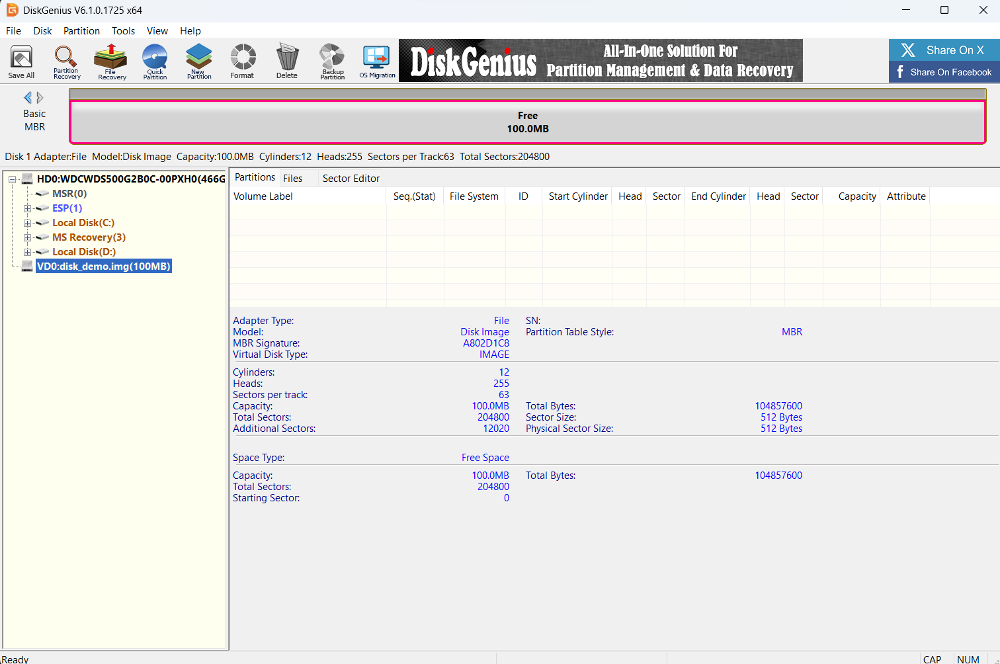 DiskGenius V6.1.0.1725 x64
File Disk Partition Tools View Help
Save All
Partition Recovery
File Recovery
Quick Partition
New Partition
Format
Delete
Backup Partition
OS Migration
DiskGenius
All-In-One Solution For
Partition Management & Data Recovery
Share On X
Share On Facebook
Basic
MBR
Free
100.0MB
Disk 1 Adapter:File Model:Disk Image Capacity:100.0MB Cylinders:12 Heads:255 Sectors per Track:63 Total Sectors:204800
HD0:WDCWDS500G2B0C-00PXH0(466G
MSR(0)
ESP(1)
Local Disk(C:)
MS Recovery(3)
Local Disk(D:)
VD0:disk_demo.img(100MB)
Partitions Files Sector Editor
Volume Label Seq.(Stat) File System ID Start Cylinder Head Sector End Cylinder Head Sector Capacity Attribute
Adapter Type: File SN:
Model: Disk Image Partition Table Style: MBR
MBR Signature: A802D1C8
Virtual Disk Type: IMAGE
Cylinders: 12
Heads: 255
Sectors per track: 63
Capacity: 100.0MB Total Bytes: 104857600
Total Sectors: 204800 Sector Size: 512 Bytes
Additional Sectors: 12020 Physical Sector Size: 512 Bytes
Space Type: Free Space
Capacity: 100.0MB Total Bytes: 104857600
Total Sectors: 204800
Starting Sector: 0
Ready CAP NUM